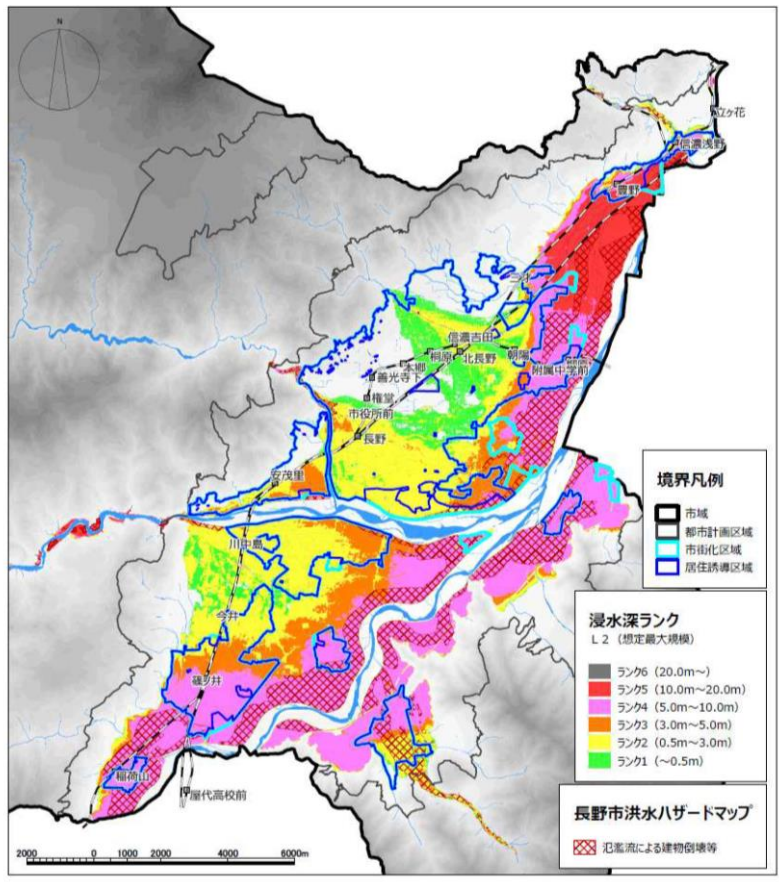 N
立ヶ花
信濃浅野
豊野
三才
信濃吉田
桐原
北長野
朝陽
本郷
善光寺下
附属中学前
権堂
市役所前
長野
安茂里
川中島
今井
篠ノ井
稲荷山
屋代高校前
境界凡例
市域
都市計画区域
市街化区域
居住誘導区域
浸水深ランク
L2（想定最大規模）
ランク6（20.0m～）
ランク5（10.0m～20.0m）
ランク4（5.0m～10.0m）
ランク3（3.0m～5.0m）
ランク2（0.5m～3.0m）
ランク1（～0.5m）
長野市洪水ハザードマップ
氾濫流による建物倒壊等
2000 0 1000 2000 4000 6000m